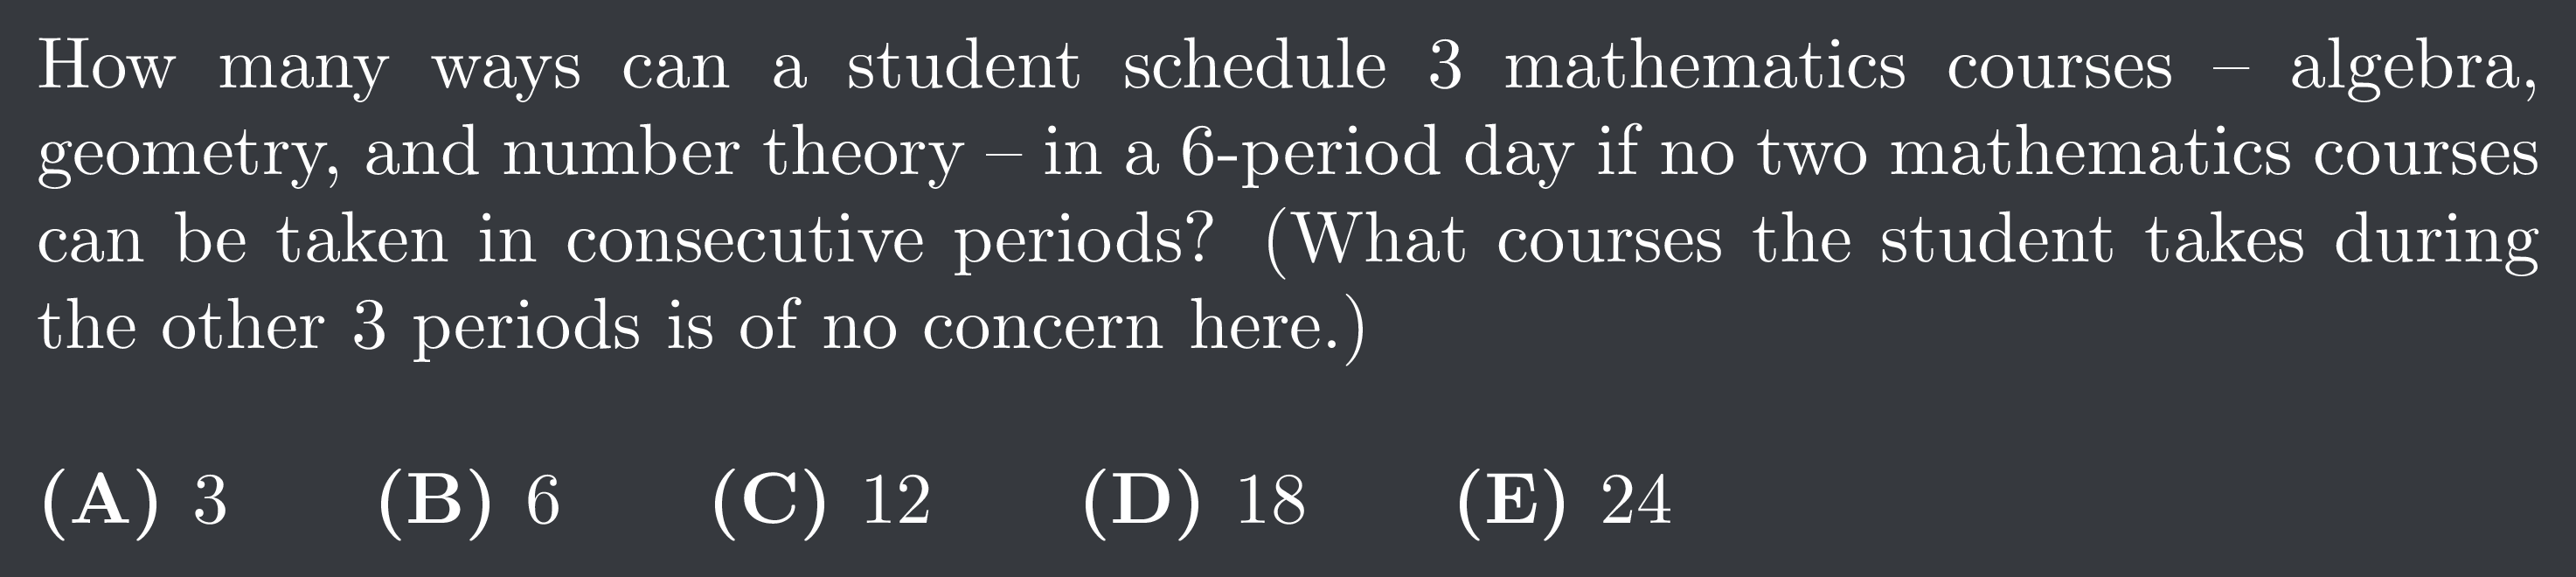 How many ways can a student schedule 3 mathematics courses – algebra,
geometry, and number theory – in a 6-period day if no two mathematics courses
can be taken in consecutive periods? (What courses the student takes during
the other 3 periods is of no concern here.)
(A) 3 (B) 6 (C) 12 (D) 18 (E) 24